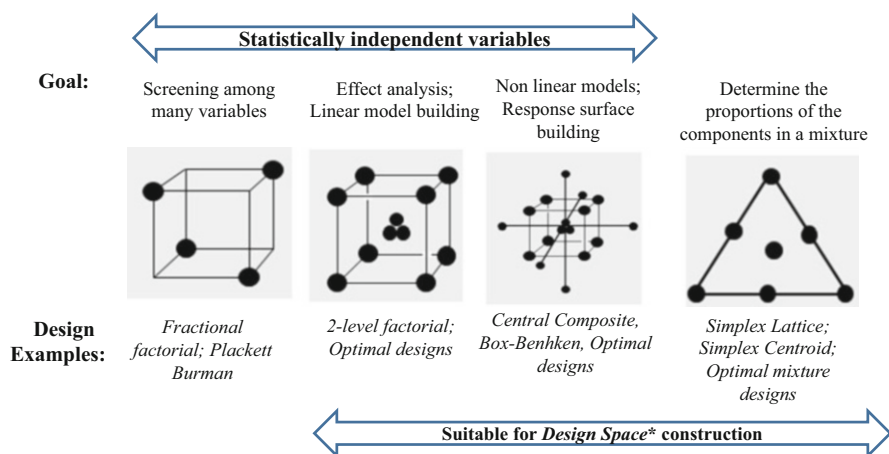 Statistically independent variables
Goal:
Screening among
many variables
Effect analysis;
Linear model building
Non linear models;
Response surface
building
Determine the
proportions of the
components in a mixture
Design
Examples:
Fractional
factorial; Plackett
Burman
2-level factorial;
Optimal designs
Central Composite,
Box-Benhken, Optimal
designs
Simplex Lattice;
Simplex Centroid;
Optimal mixture
designs
Suitable for Design Space* construction